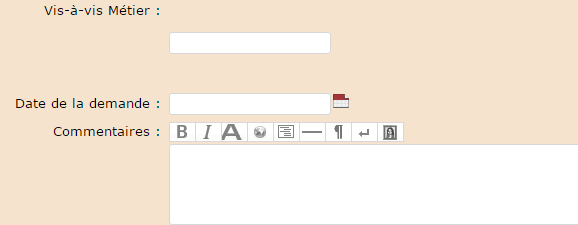 Vis-à-vis Métier :
Date de la demande :
Commentaires :
B I A ¶